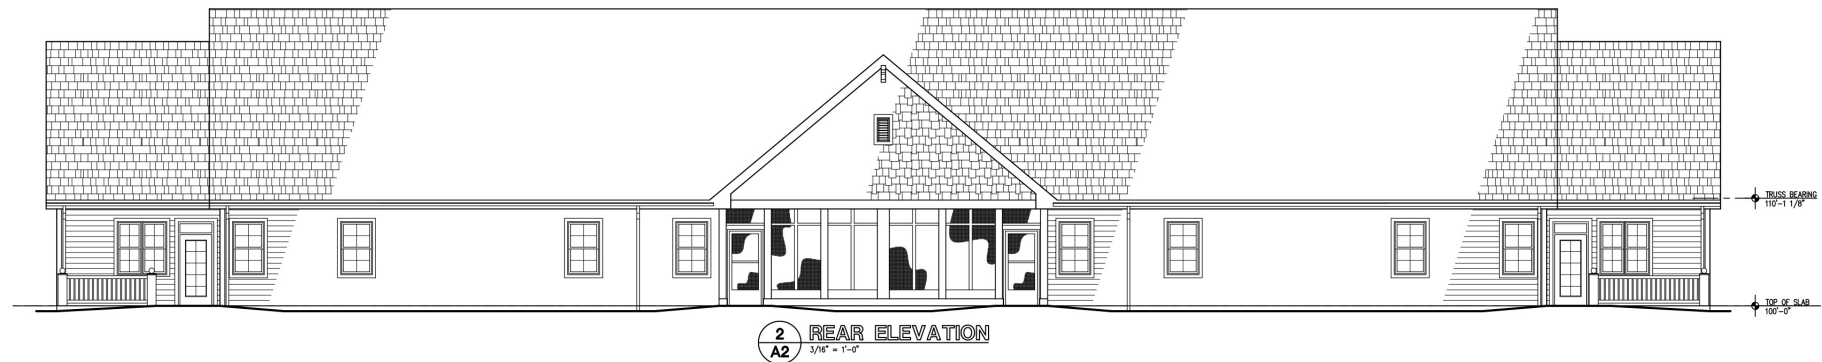 TRUSS BEARING
110'-1 1/8"
TOP OF SLAB
100'-0"
2
A2
REAR ELEVATION
3/16" = 1'-0"